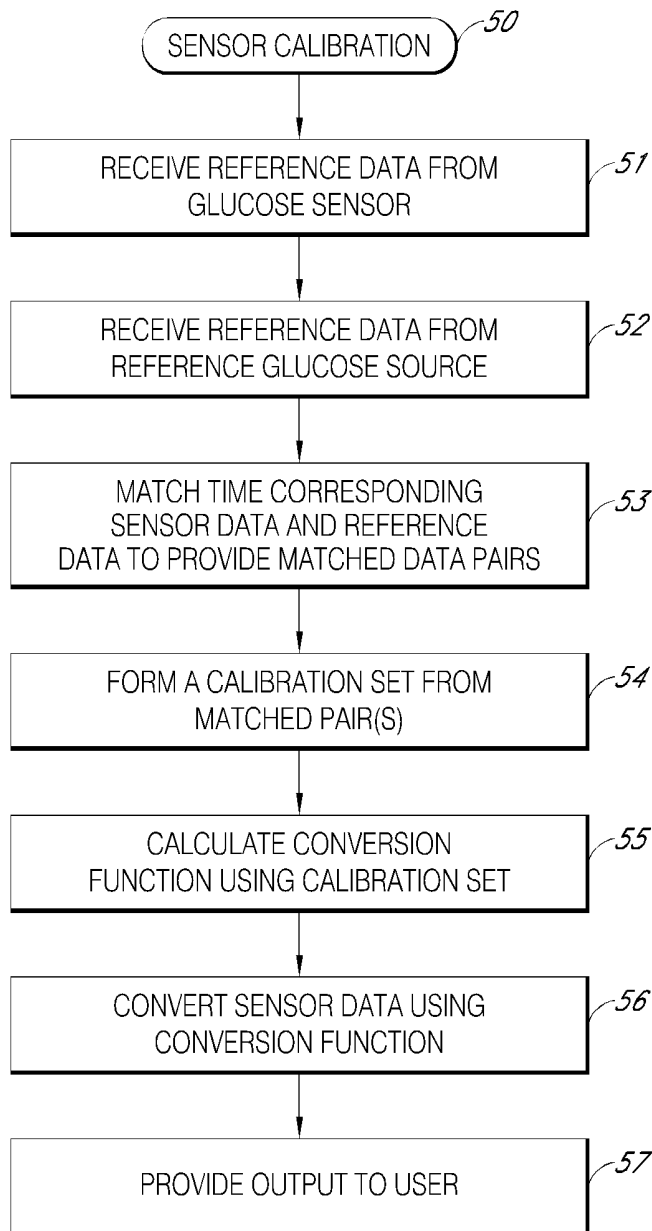 SENSOR CALIBRATION
50
RECEIVE REFERENCE DATA FROM
GLUCOSE SENSOR
51
RECEIVE REFERENCE DATA FROM
REFERENCE GLUCOSE SOURCE
52
MATCH TIME CORRESPONDING
SENSOR DATA AND REFERENCE
DATA TO PROVIDE MATCHED DATA PAIRS
53
FORM A CALIBRATION SET FROM
MATCHED PAIR(S)
54
CALCULATE CONVERSION
FUNCTION USING CALIBRATION SET
55
CONVERT SENSOR DATA USING
CONVERSION FUNCTION
56
PROVIDE OUTPUT TO USER
57